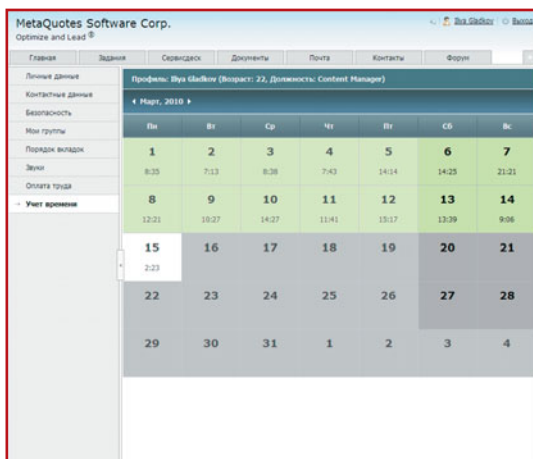 MetaQuotes Software Corp.
Optimize and Lead ®
Ilya Gladkov Выход
Главная Задания Сервисдеск Документы Почта Контакты Форум
Личные данные
Контактные данные
Безопасность
Мои группы
Порядок вкладок
Звуки
Оплата труда
→ Учет времени
Профиль: Ilya Gladkov (Возраст: 22, Должность: Content Manager)
Март, 2010
Пн Вт Ср Чт Пт Сб Вс
1 2 3 4 5 6 7
8:35 7:13 8:38 7:43 14:14 14:25 21:21
8 9 10 11 12 13 14
12:21 10:27 14:27 11:41 15:17 13:39 9:06
15 16 17 18 19 20 21
2:23
22 23 24 25 26 27 28
29 30 31 1 2 3 4